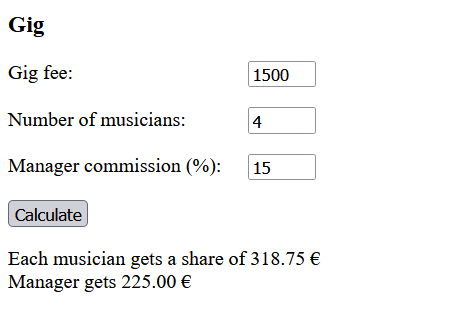 Gig
Gig fee: 1500
Number of musicians: 4
Manager commission (%): 15
Calculate
Each musician gets a share of 318.75 €
Manager gets 225.00 €